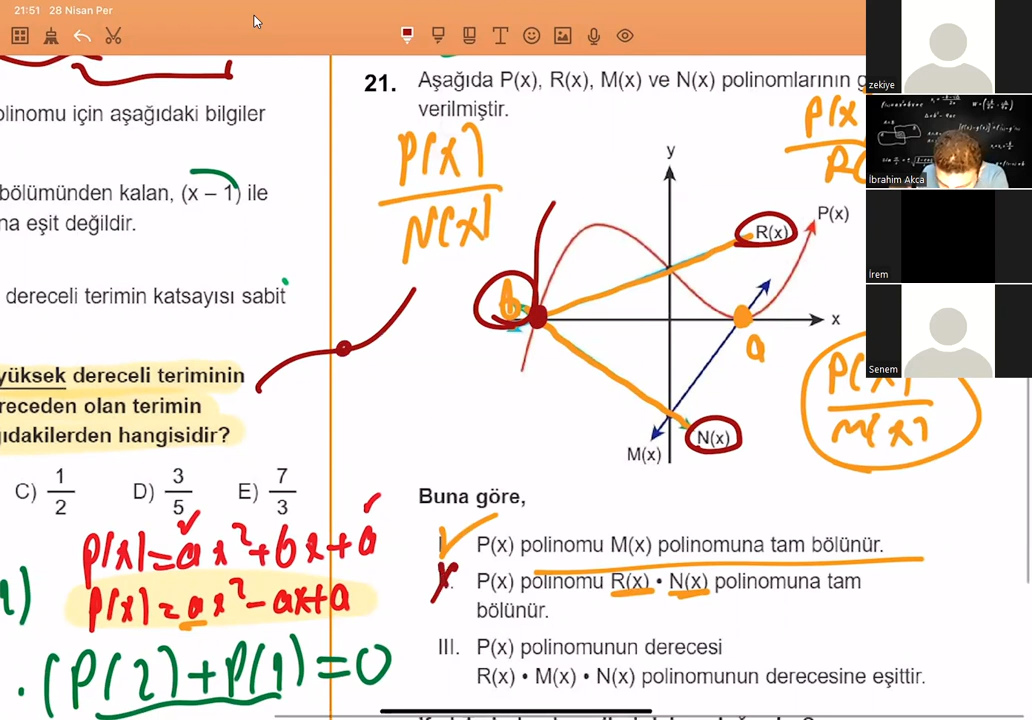 21:51 28 Nisan Per
olinomu için aşağıdaki bilgiler
bölümünden kalan, (x – 1) ile
na eşit değildir.
dereceli terimin katsayısı sabit
yüksek dereceli teriminin
receden olan terimin
ğıdakilerden hangisidir?
C) 1/2 D) 3/5 E) 7/3
P(x) = ax² + bx + a
P(x) = ax² - ax + a
. (P(2) + P(1) = 0
21. Aşağıda P(x), R(x), M(x) ve N(x) polinomlarının g
verilmiştir.
P(x)
N(x)
P(x
R(
y
P(x)
R(x)
b
x
a
P(x)
M(x)
N(x)
M(x)
Buna göre,
I. P(x) polinomu M(x) polinomuna tam bölünür.
P(x) polinomu R(x) • N(x) polinomuna tam
bölünür.
III. P(x) polinomunun derecesi
R(x) • M(x) • N(x) polinomunun derecesine eşittir.
zekiye
İbrahim Akca
İrem
Senem